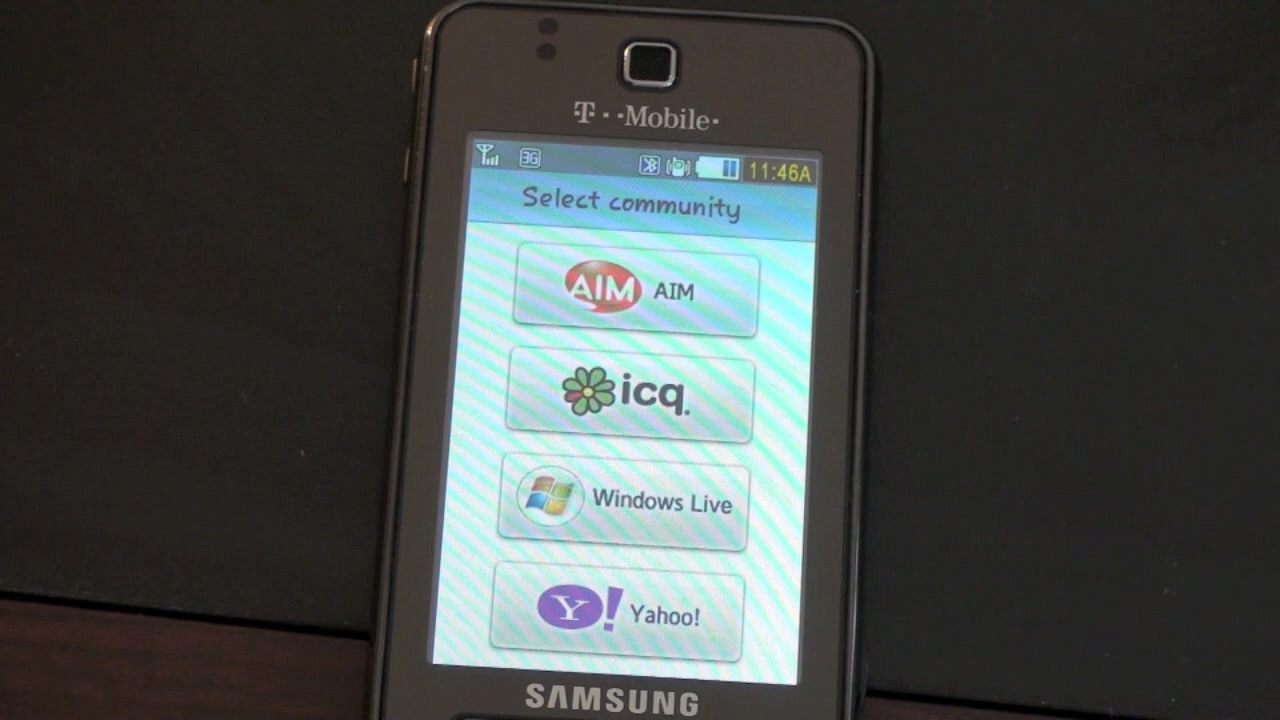 T··Mobile·
3G
11:46A
Select community
AIM AIM
icq.
Windows Live
Y! Yahoo!
SAMSUNG